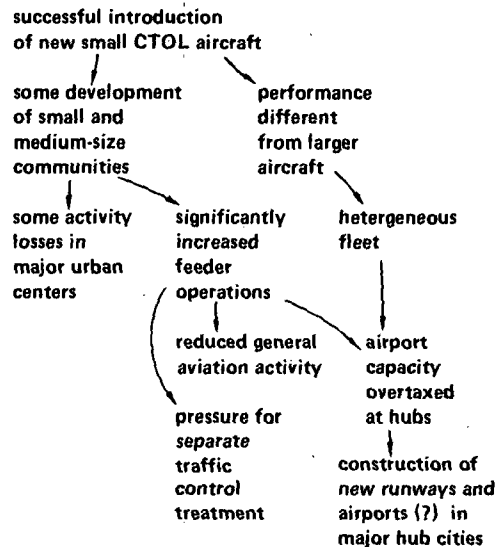 successful introduction
of new small CTOL aircraft
some development
of small and
medium-size
communities
performance
different
from larger
aircraft
some activity
losses in
major urban
centers
significantly
increased
feeder
operations
hetergeneous
fleet
reduced general
aviation activity
airport
capacity
overtaxed
at hubs
pressure for
separate
traffic
control
treatment
construction of
new runways and
airports (?) in
major hub cities